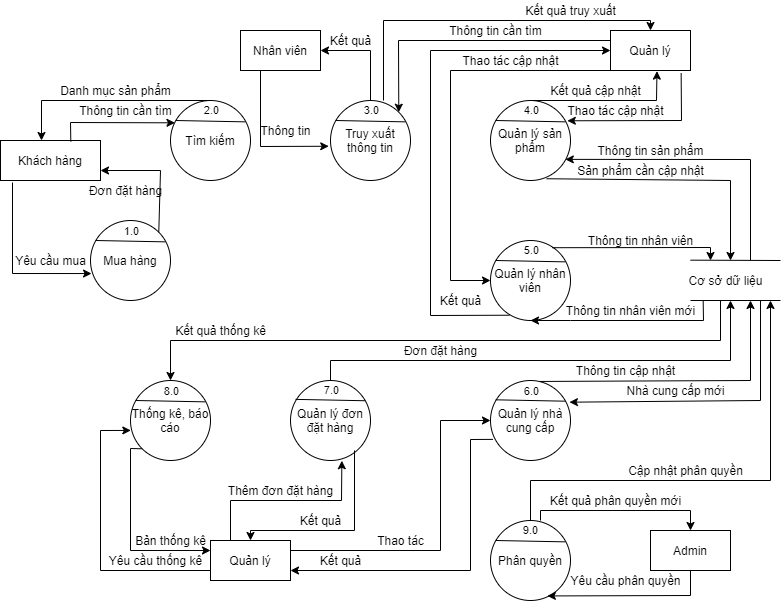 Kết quả truy xuất
Nhân viên
Kết quả
Thông tin cần tìm
Quản lý
Thao tác cập nhật
Danh mục sản phẩm
Thông tin cần tìm
2.0
Tìm kiếm
Thông tin
3.0
Truy xuất
thông tin
Kết quả cập nhật
4.0
Thao tác cập nhật
Quản lý sản
phẩm
Thông tin sản phẩm
Sản phẩm cần cập nhật
Khách hàng
Đơn đặt hàng
1.0
Mua hàng
Yêu cầu mua
5.0
Quản lý nhân
viên
Thông tin nhân viên
Cơ sở dữ liệu
Kết quả
Thông tin nhân viên mới
Kết quả thống kê
Đơn đặt hàng
Thông tin cập nhật
Nhà cung cấp mới
8.0
Thống kê, báo
cáo
7.0
Quản lý đơn
đặt hàng
6.0
Quản lý nhà
cung cấp
Cập nhật phân quyền
Thêm đơn đặt hàng
Kết quả phân quyền mới
Kết quả
Bản thống kê
Thao tác
9.0
Phân quyền
Admin
Yêu cầu thống kê
Quản lý
Kết quả
Yêu cầu phân quyền